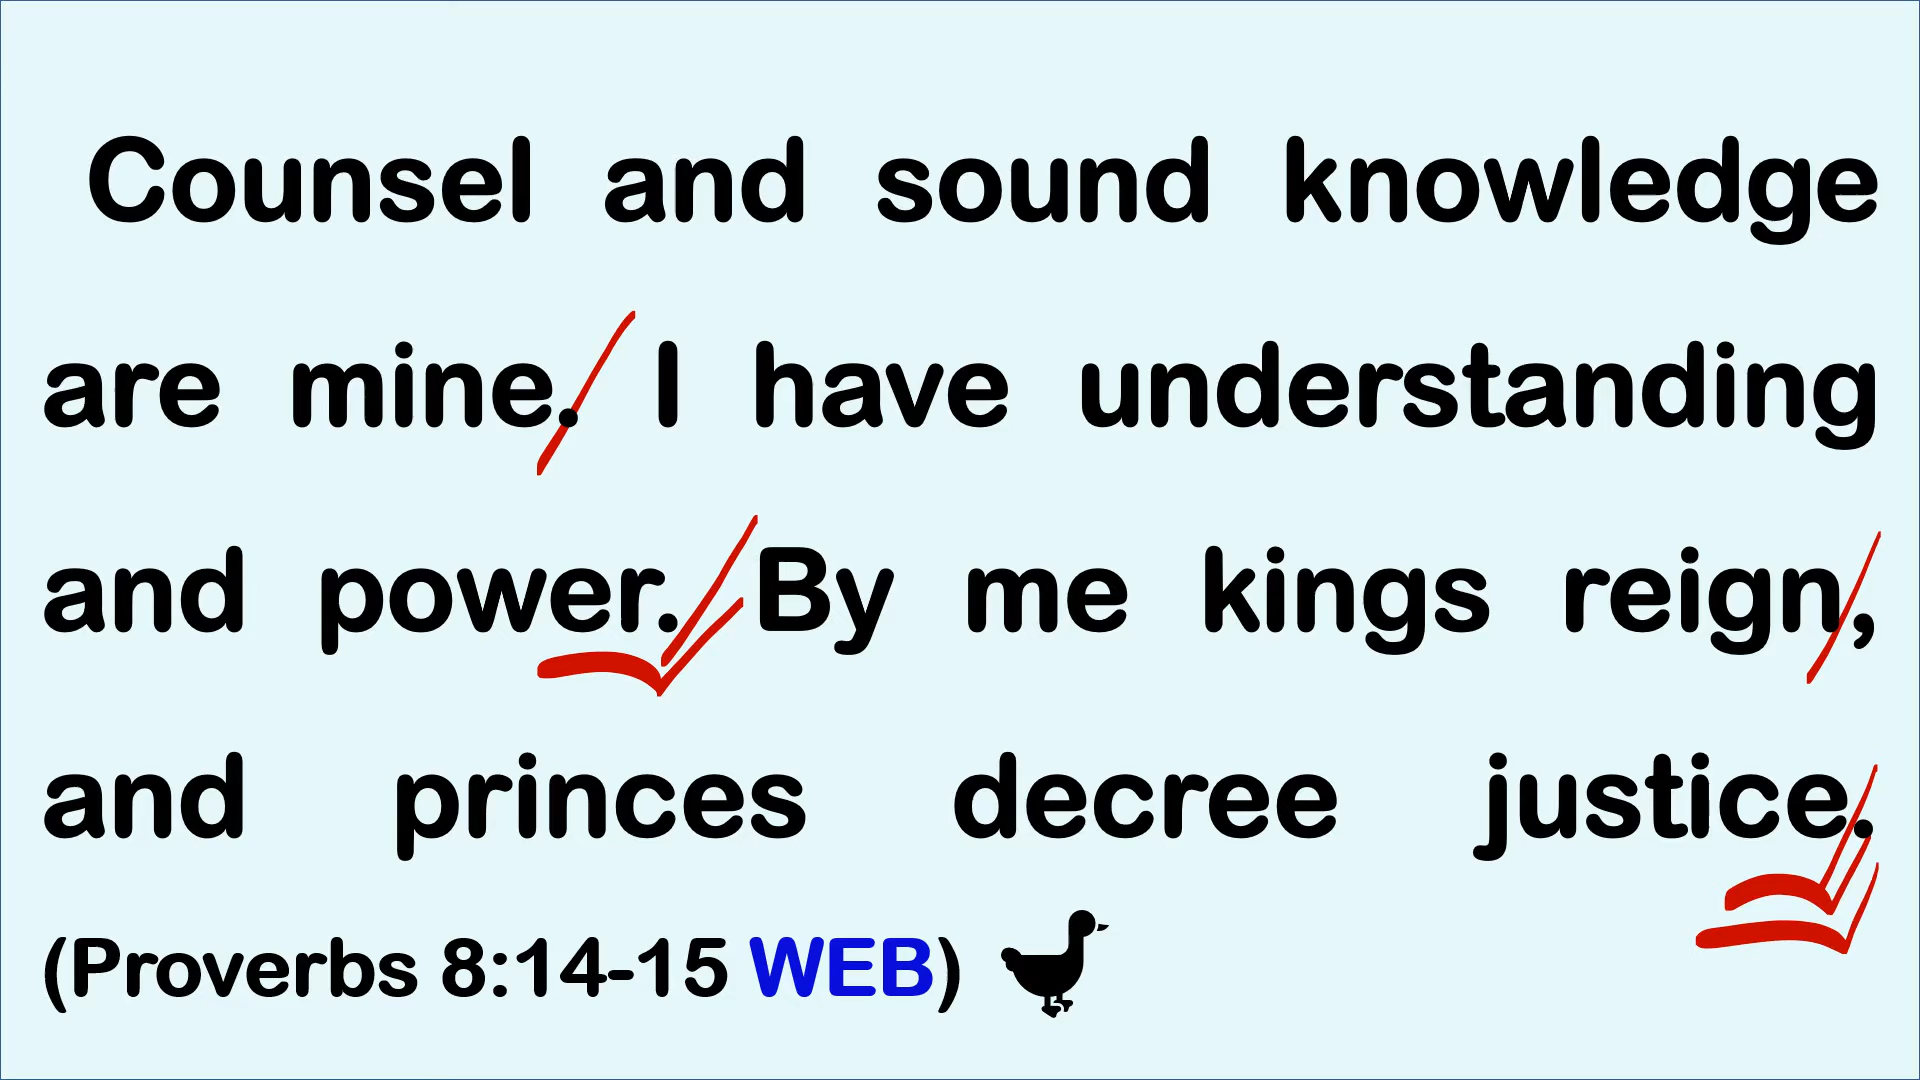 Counsel and sound knowledge
are mine. I have understanding
and power. By me kings reign,
and princes decree justice.
(Proverbs 8:14-15 WEB)